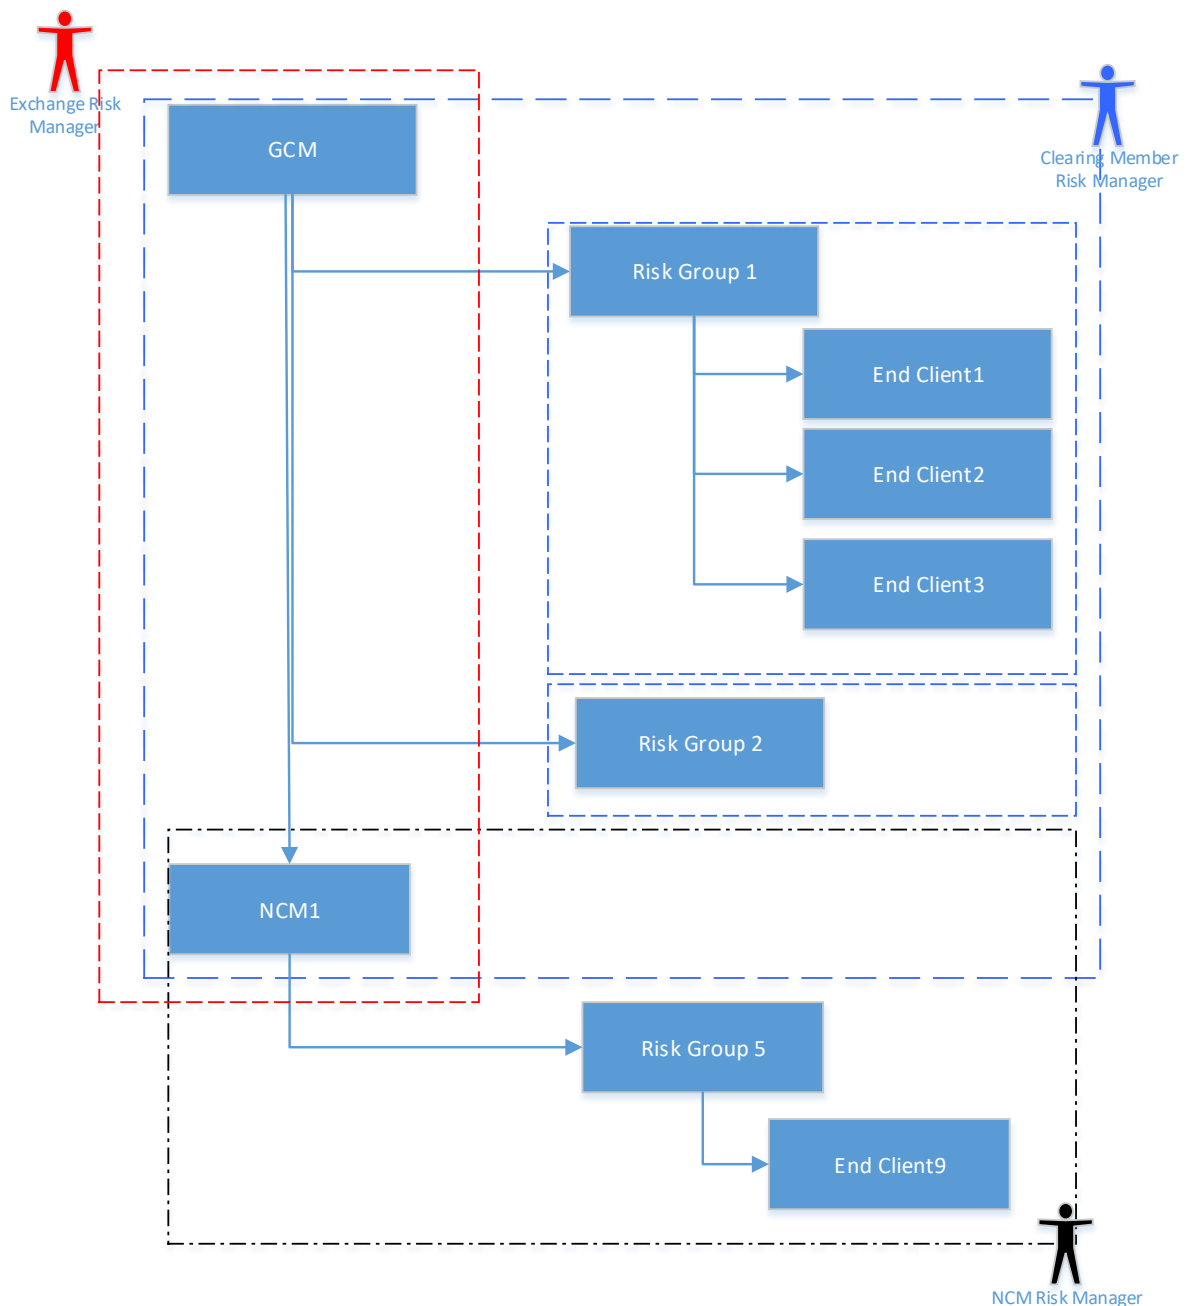 Exchange Risk
Manager
GCM
Clearing Member
Risk Manager
Risk Group 1
End Client1
End Client2
End Client3
Risk Group 2
NCM1
Risk Group 5
End Client9
NCM Risk Manager